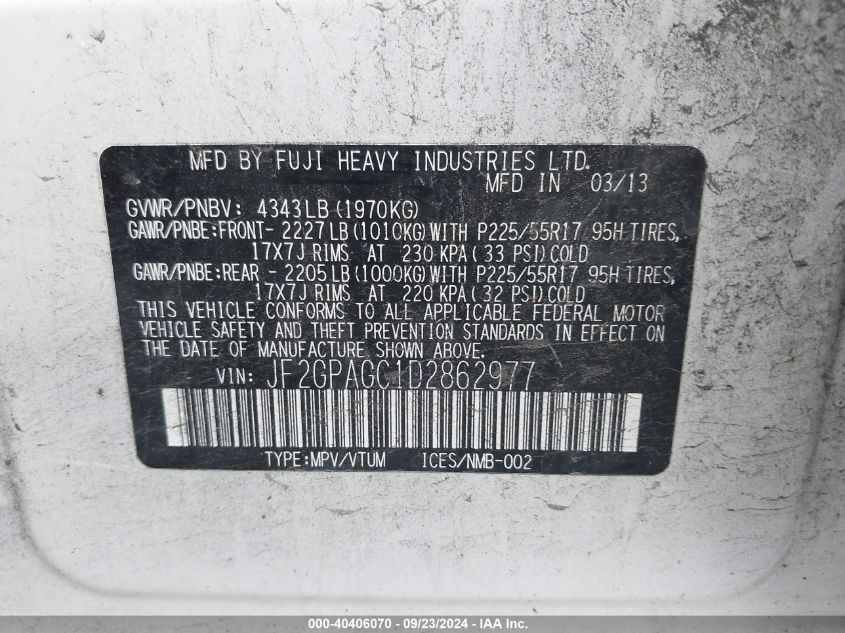 MFD BY FUJI HEAVY INDUSTRIES LTD.
MFD IN 03/13
GVWR/PNBV: 4343LB(1970KG)
GAWR/PNBE:FRONT- 2227LB(1010KG)WITH P225/55R17 95H TIRES,
17X7J RIMS AT 230 KPA(33 PSI)COLD
GAWR/PNBE:REAR - 2205LB(1000KG)WITH P225/55R17 95H TIRES,
17X7J RIMS AT 220 KPA(32 PSI)COLD
THIS VEHICLE CONFORMS TO ALL APPLICABLE FEDERAL MOTOR
VEHICLE SAFETY AND THEFT PREVENTION STANDARDS IN EFFECT ON
THE DATE OF MANUFACTURE SHOWN ABOVE.
VIN: JF2GPAGC1D2862977
TYPE:MPV/VTUM ICES/NMB-002
000-40406070 - 09/23/2024 - IAA Inc.